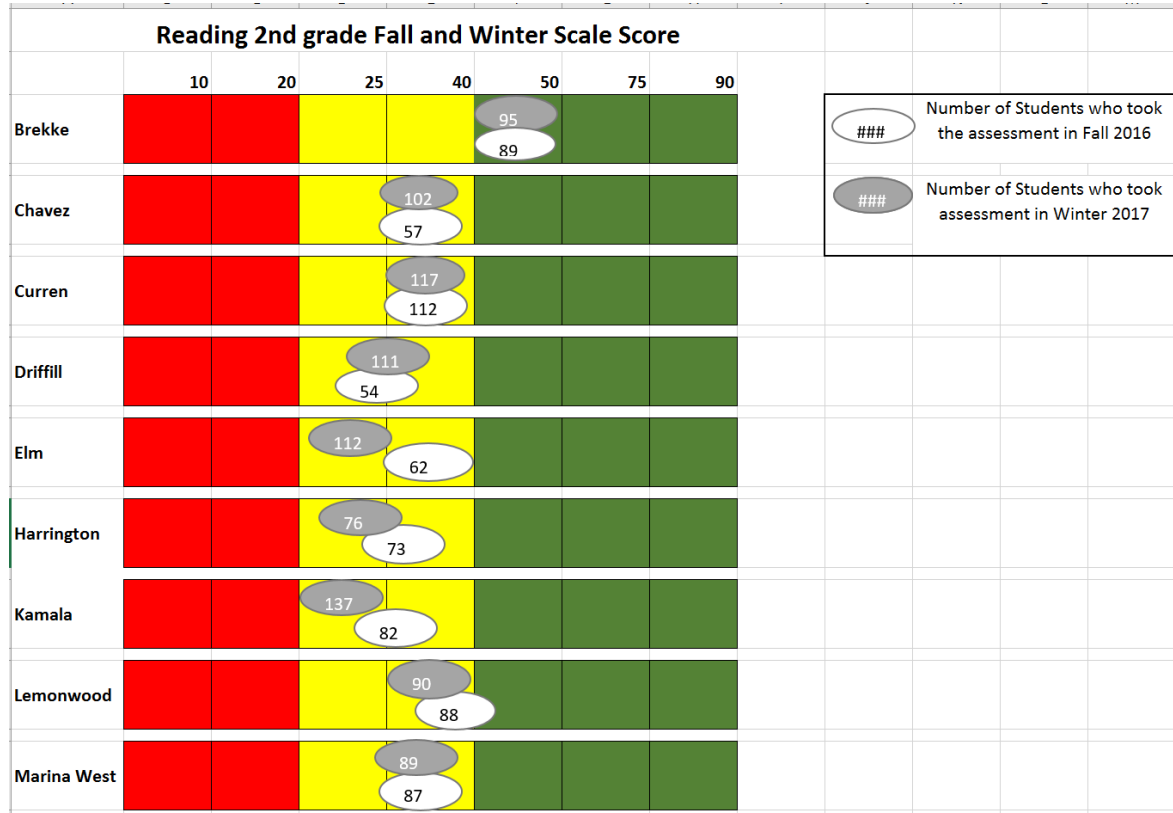 Reading 2nd grade Fall and Winter Scale Score
10 20 25 40 50 75 90
Brekke
95
89
Chavez
102
57
Curren
117
112
Driffill
111
54
Elm
112
62
Harrington
76
73
Kamala
137
82
Lemonwood
90
88
Marina West
89
87
###
Number of Students who took
the assessment in Fall 2016
###
Number of Students who took
assessment in Winter 2017